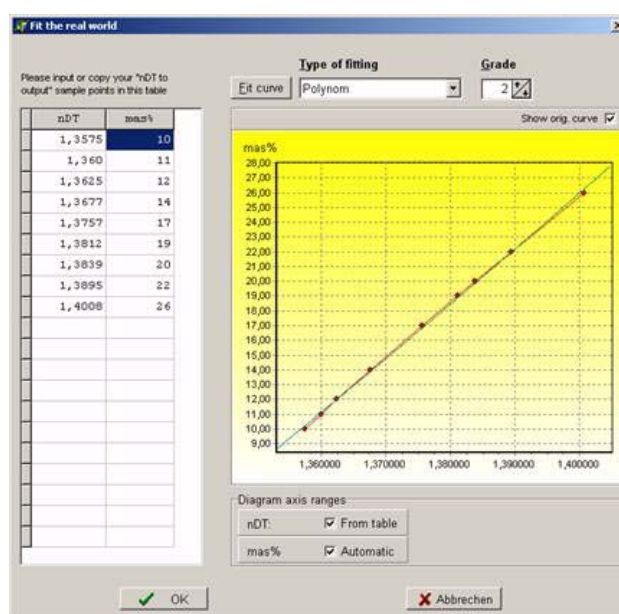 Fit the real world
Please input or copy your "nDT to
output" sample points in this table
Type of fitting
Grade
Fit curve
Polynom
2
nDT mas%
1,3575 10
1,360 11
1,3625 12
1,3677 14
1,3757 17
1,3812 19
1,3839 20
1,3895 22
1,4008 26
Show orig. curve
mas%
28,00
27,00
26,00
25,00
24,00
23,00
22,00
21,00
20,00
19,00
18,00
17,00
16,00
15,00
14,00
13,00
12,00
11,00
10,00
9,00
1,360000 1,370000 1,380000 1,390000 1,400000
Diagram axis ranges
nDT: From table
mas% Automatic
OK
Abbrechen